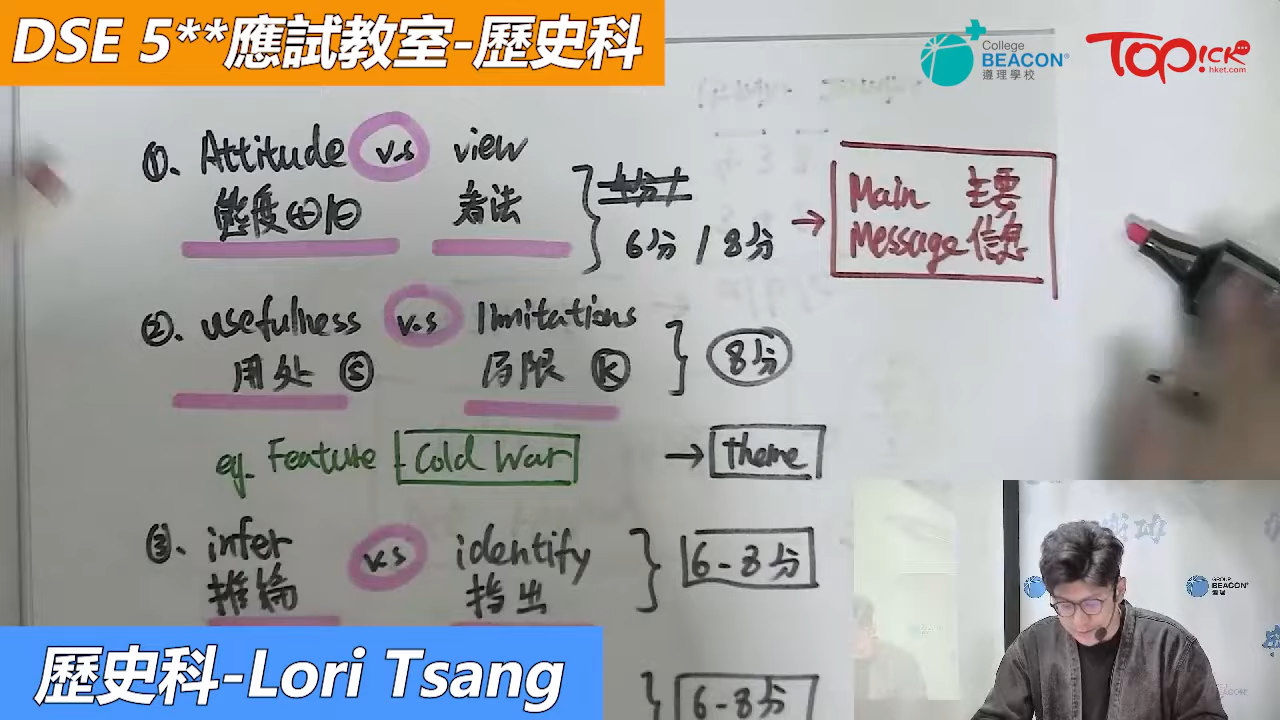 DSE 5**應試教室-歷史科
College
BEACON®
遵理學校
TOPick
hket.com
①. Attitude v.s view
態度⊕/⊖ 看法
6分 / 8分
→ Main 主要
Message 信息
②. usefulness v.s limitations
用处 Ⓢ 局限 Ⓚ
8分
eg. Feature - Cold War → theme
③. infer v.s identify
推論 指出
6-8分
6-8分
歷史科-Lori Tsang
GROUP
BEACON®